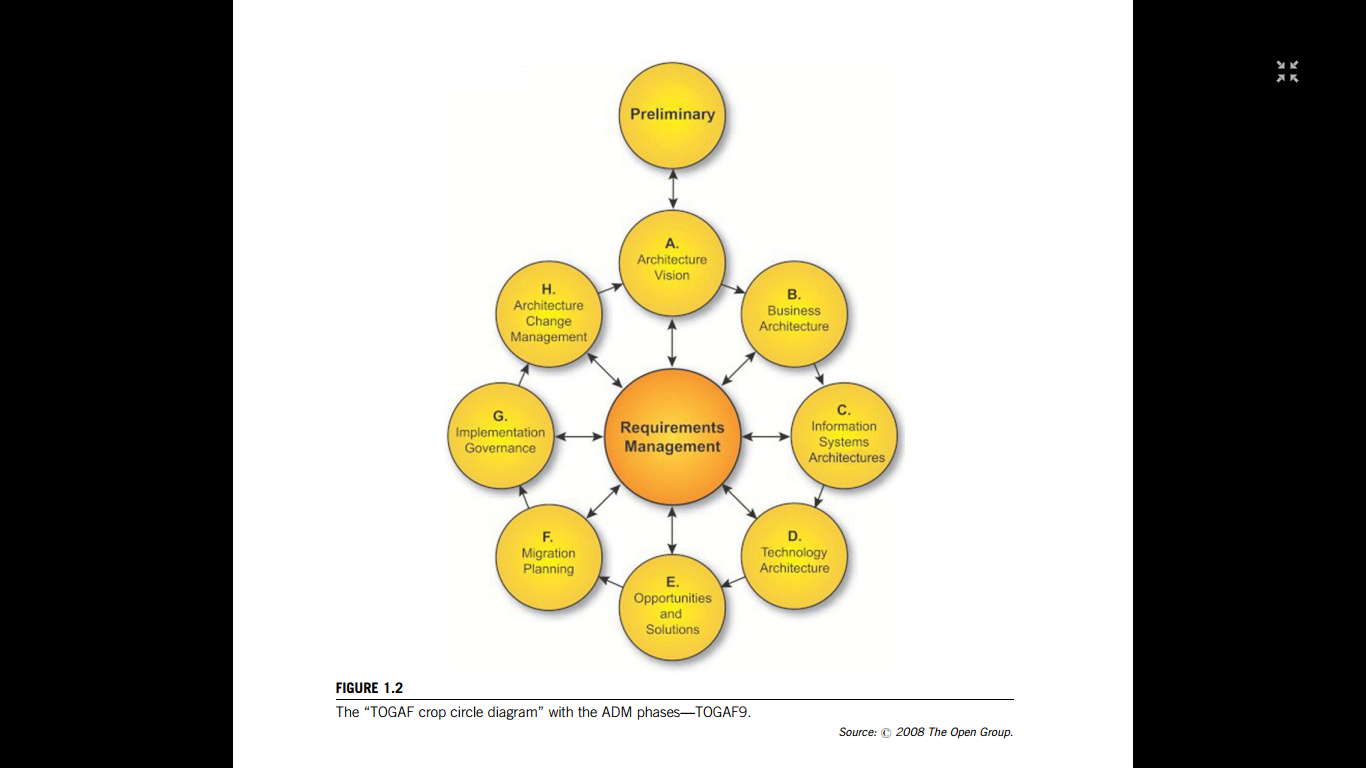 Preliminary
A.
Architecture
Vision
B.
Business
Architecture
C.
Information
Systems
Architectures
D.
Technology
Architecture
E.
Opportunities
and
Solutions
F.
Migration
Planning
G.
Implementation
Governance
H.
Architecture
Change
Management
Requirements
Management
FIGURE 1.2
The “TOGAF crop circle diagram” with the ADM phases—TOGAF9.
Source: © 2008 The Open Group.